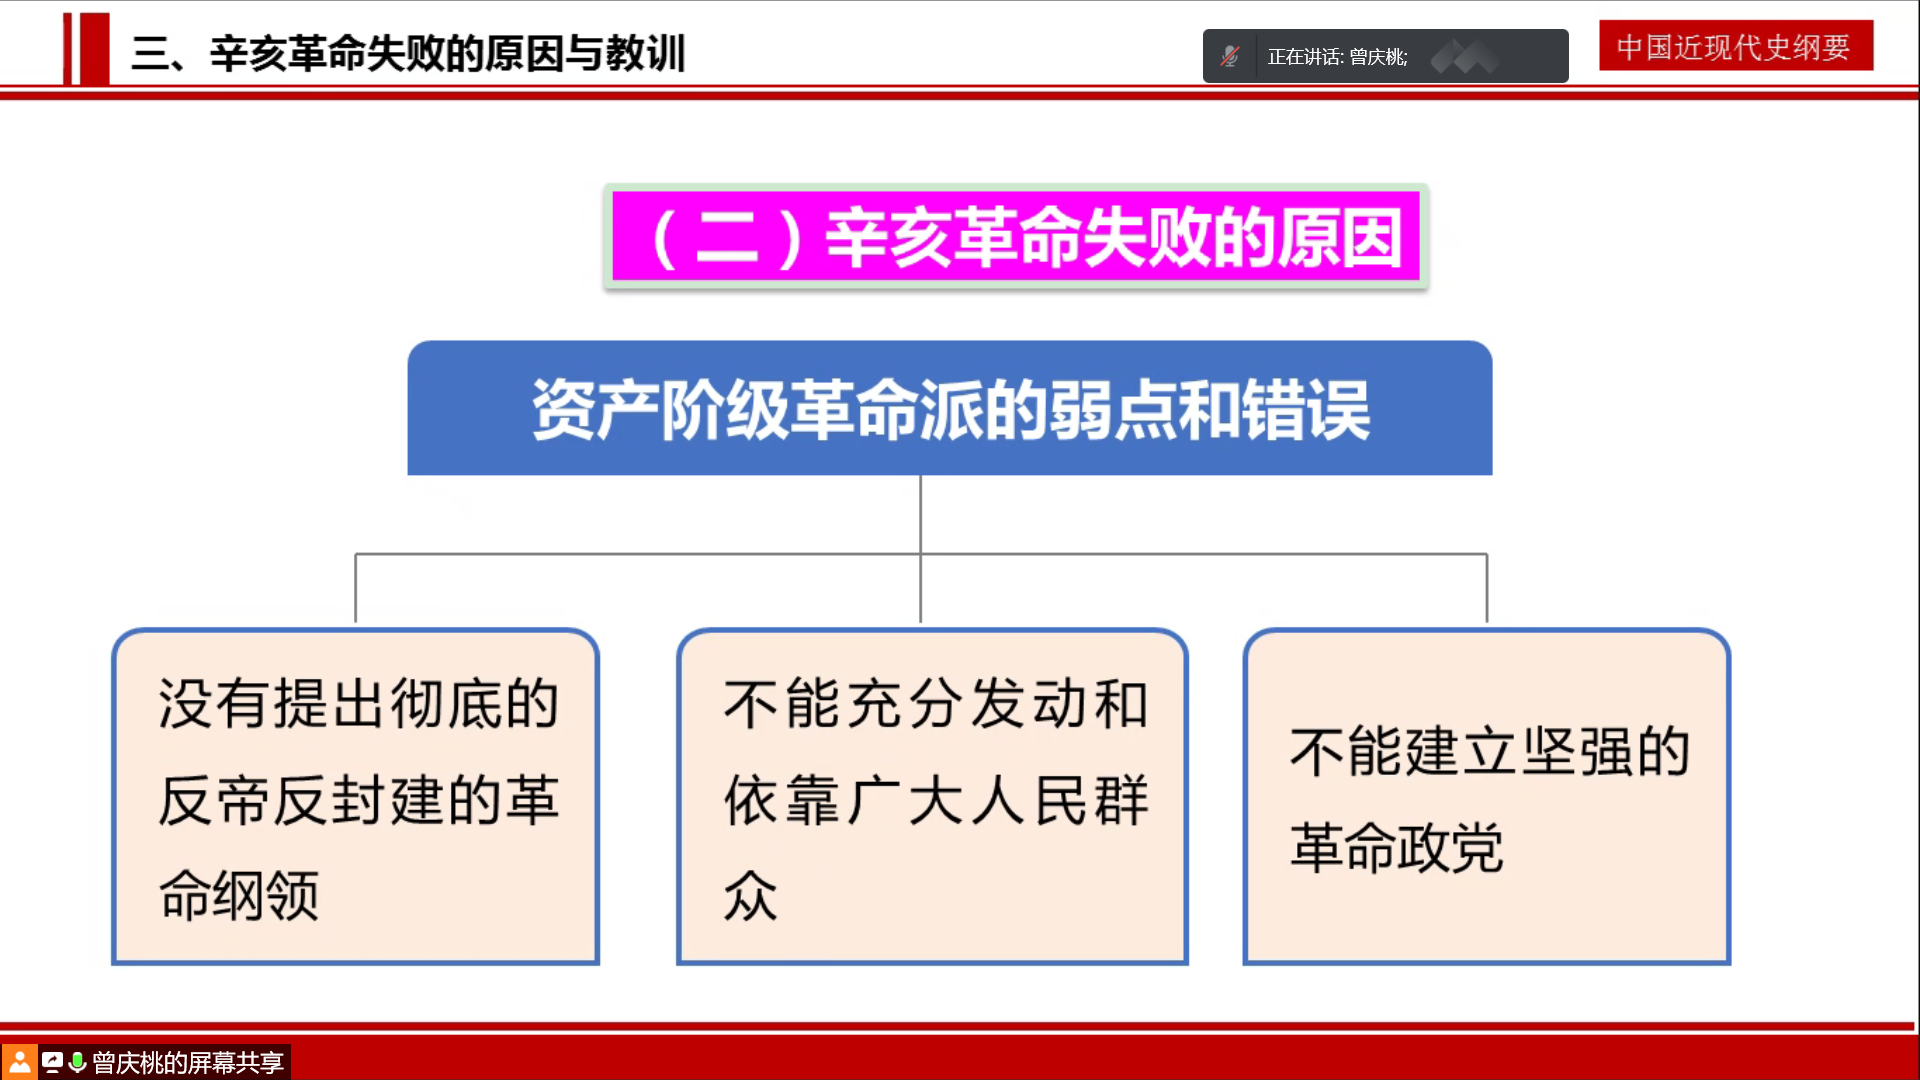 三、辛亥革命失败的原因与教训
正在讲话: 曾庆桃;
中国近现代史纲要
（二）辛亥革命失败的原因
资产阶级革命派的弱点和错误
没有提出彻底的
反帝反封建的革
命纲领
不能充分发动和
依靠广大人民群
众
不能建立坚强的
革命政党
曾庆桃的屏幕共享